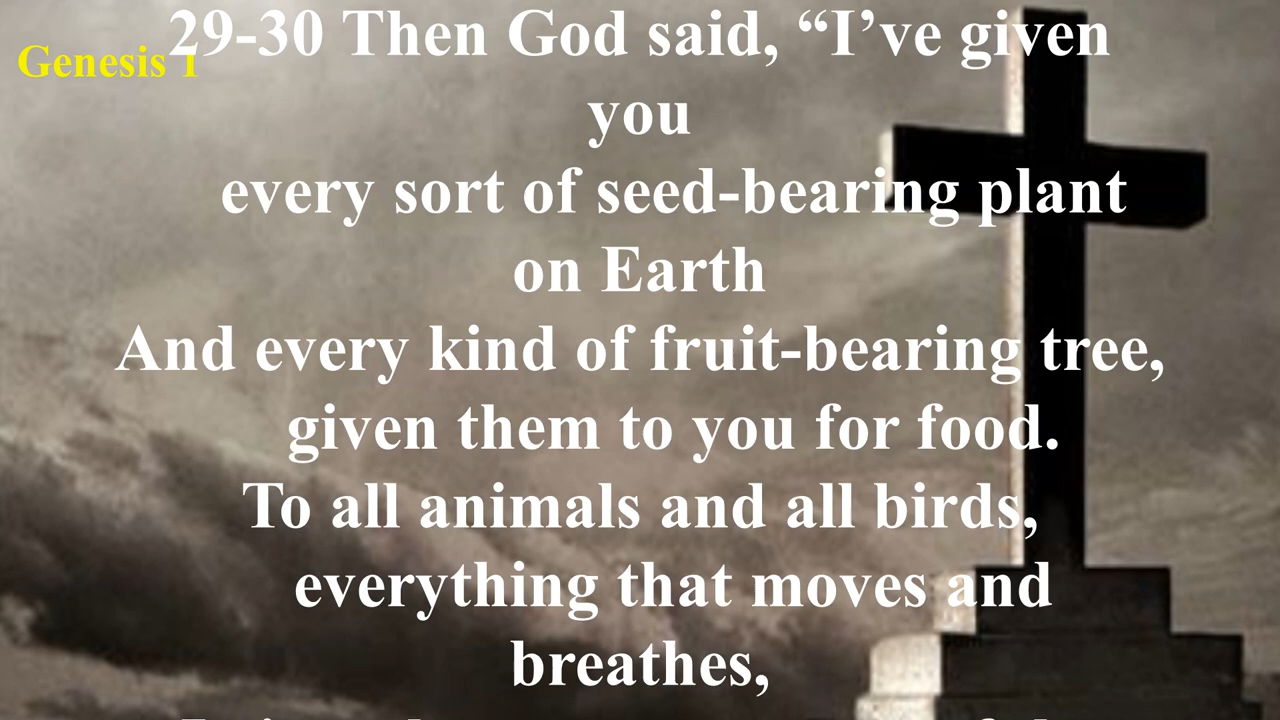 Genesis 1
29-30 Then God said, “I’ve given
you
every sort of seed-bearing plant
on Earth
And every kind of fruit-bearing tree,
given them to you for food.
To all animals and all birds,
everything that moves and
breathes,